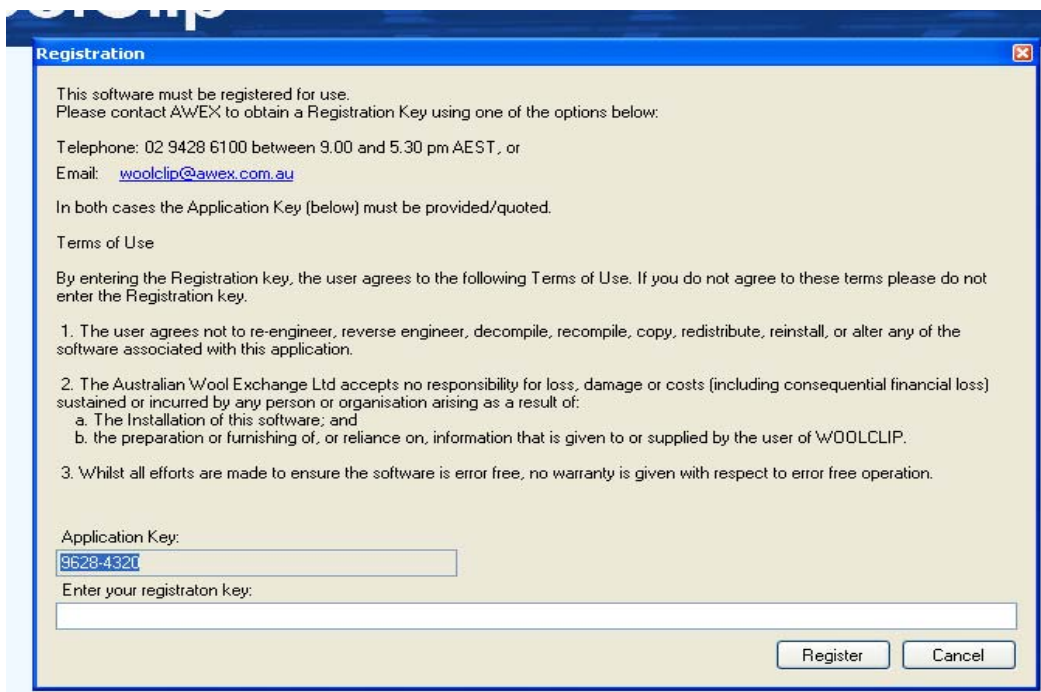 Registration
This software must be registered for use.
Please contact AWEX to obtain a Registration Key using one of the options below:
Telephone: 02 9428 6100 between 9.00 and 5.30 pm AEST, or
Email: woolclip@awex.com.au
In both cases the Application Key (below) must be provided/quoted.
Terms of Use
By entering the Registration key, the user agrees to the following Terms of Use. If you do not agree to these terms please do not
enter the Registration key.
1. The user agrees not to re-engineer, reverse engineer, decompile, recompile, copy, redistribute, reinstall, or alter any of the
software associated with this application.
2. The Australian Wool Exchange Ltd accepts no responsibility for loss, damage or costs (including consequential financial loss)
sustained or incurred by any person or organisation arising as a result of:
a. The Installation of this software; and
b. the preparation or furnishing of, or reliance on, information that is given to or supplied by the user of WOOLCLIP.
3. Whilst all efforts are made to ensure the software is error free, no warranty is given with respect to error free operation.
Application Key:
9628-4320
Enter your registraton key:
Register Cancel